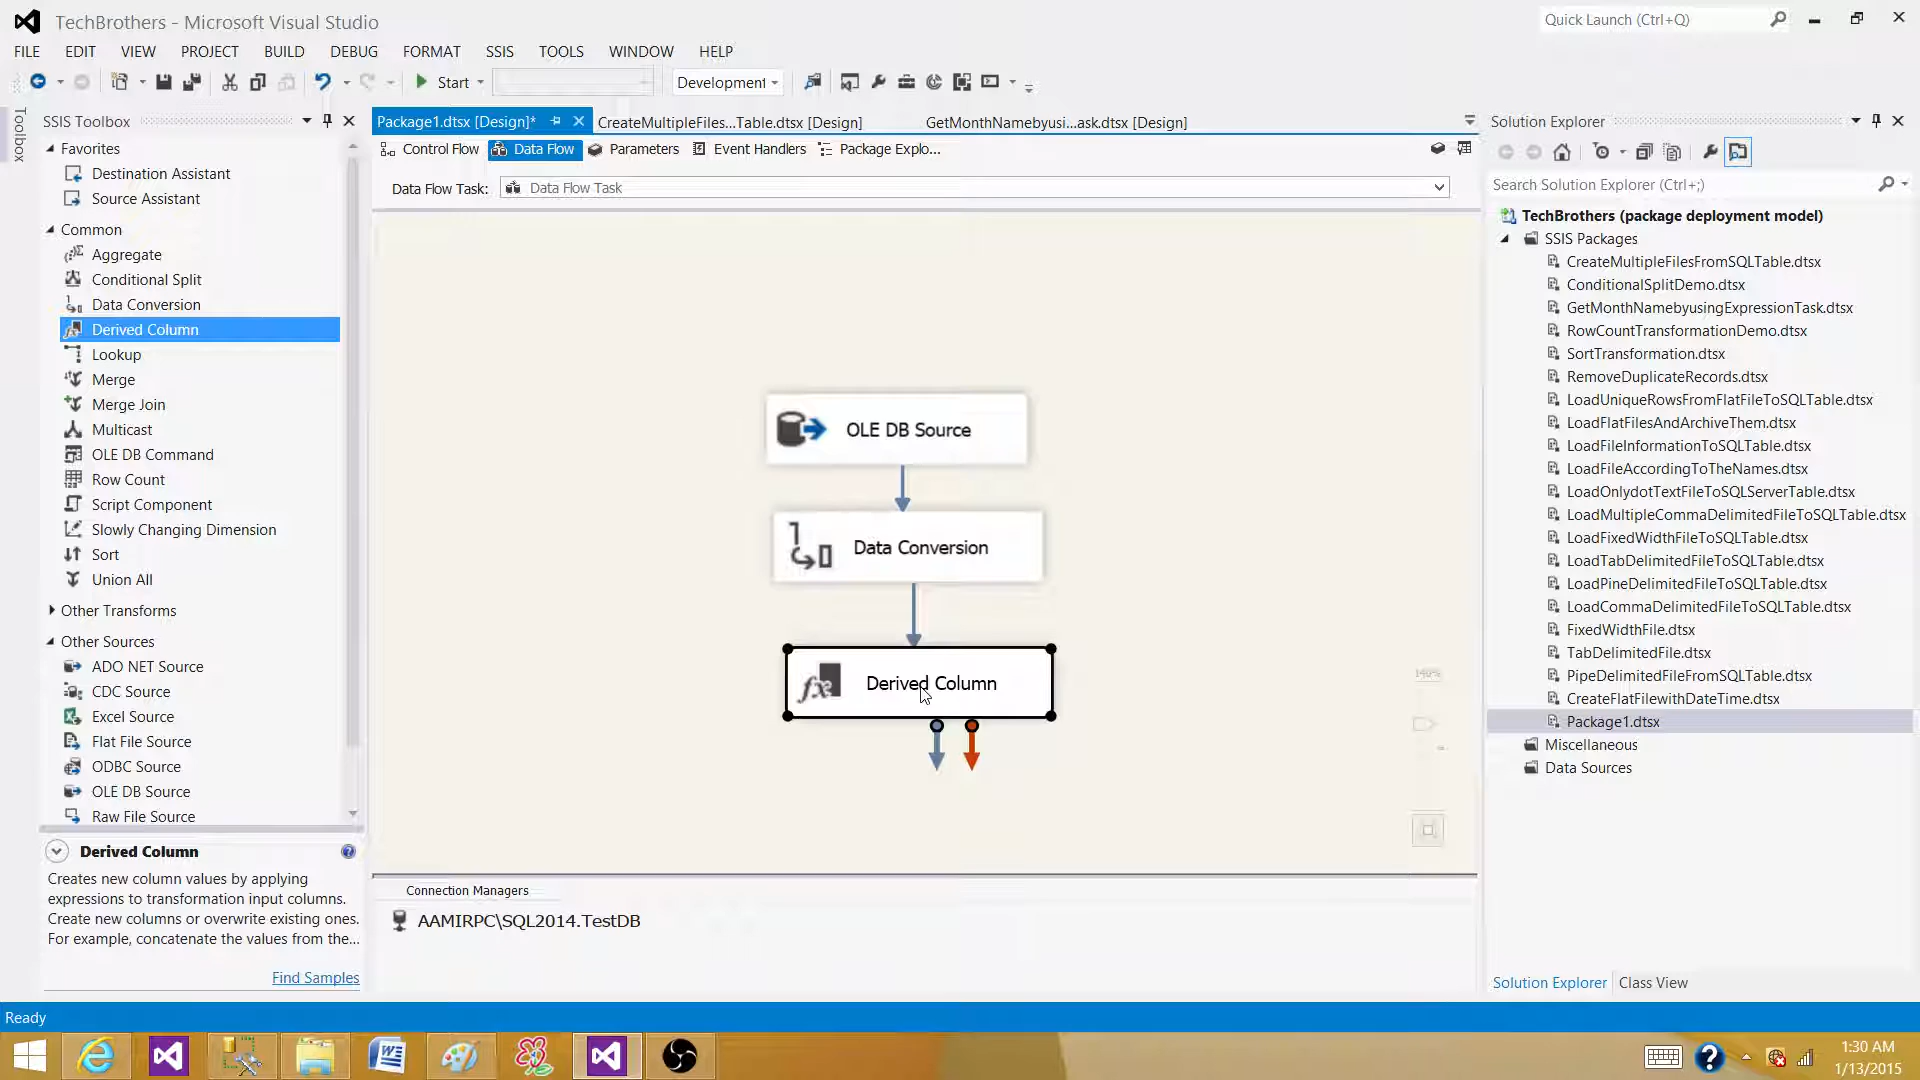 TechBrothers - Microsoft Visual Studio
Quick Launch (Ctrl+Q)
FILE EDIT VIEW PROJECT BUILD DEBUG FORMAT SSIS TOOLS WINDOW HELP
Start
Development
Toolbox
SSIS Toolbox
Favorites
Destination Assistant
Source Assistant
Common
Aggregate
Conditional Split
Data Conversion
Derived Column
Lookup
Merge
Merge Join
Multicast
OLE DB Command
Row Count
Script Component
Slowly Changing Dimension
Sort
Union All
Other Transforms
Other Sources
ADO NET Source
CDC Source
Excel Source
Flat File Source
ODBC Source
OLE DB Source
Raw File Source
Derived Column
Creates new column values by applying
expressions to transformation input columns.
Create new columns or overwrite existing ones.
For example, concatenate the values from the...
Find Samples
Package1.dtsx [Design]*
CreateMultipleFiles...Table.dtsx [Design]
GetMonthNamebyusi...ask.dtsx [Design]
Control Flow
Data Flow
Parameters
Event Handlers
Package Explo...
Data Flow Task:
Data Flow Task
OLE DB Source
Data Conversion
Derived Column
140%
Connection Managers
AAMIRPC\SQL2014.TestDB
Solution Explorer
Search Solution Explorer (Ctrl+;)
TechBrothers (package deployment model)
SSIS Packages
CreateMultipleFilesFromSQLTable.dtsx
ConditionalSplitDemo.dtsx
GetMonthNamebyusingExpressionTask.dtsx
RowCountTransformationDemo.dtsx
SortTransformation.dtsx
RemoveDuplicateRecords.dtsx
LoadUniqueRowsFromFlatFileToSQLTable.dtsx
LoadFlatFilesAndArchiveThem.dtsx
LoadFileInformationToSQLTable.dtsx
LoadFileAccordingToTheNames.dtsx
LoadOnlydotTextFileToSQLServerTable.dtsx
LoadMultipleCommaDelimitedFileToSQLTable.dtsx
LoadFixedWidthFileToSQLTable.dtsx
LoadTabDelimitedFileToSQLTable.dtsx
LoadPineDelimitedFileToSQLTable.dtsx
LoadCommaDelimitedFileToSQLTable.dtsx
FixedWidthFile.dtsx
TabDelimitedFile.dtsx
PipeDelimitedFileFromSQLTable.dtsx
CreateFlatFilewithDateTime.dtsx
Package1.dtsx
Miscellaneous
Data Sources
Solution Explorer
Class View
Ready
1:30 AM
1/13/2015